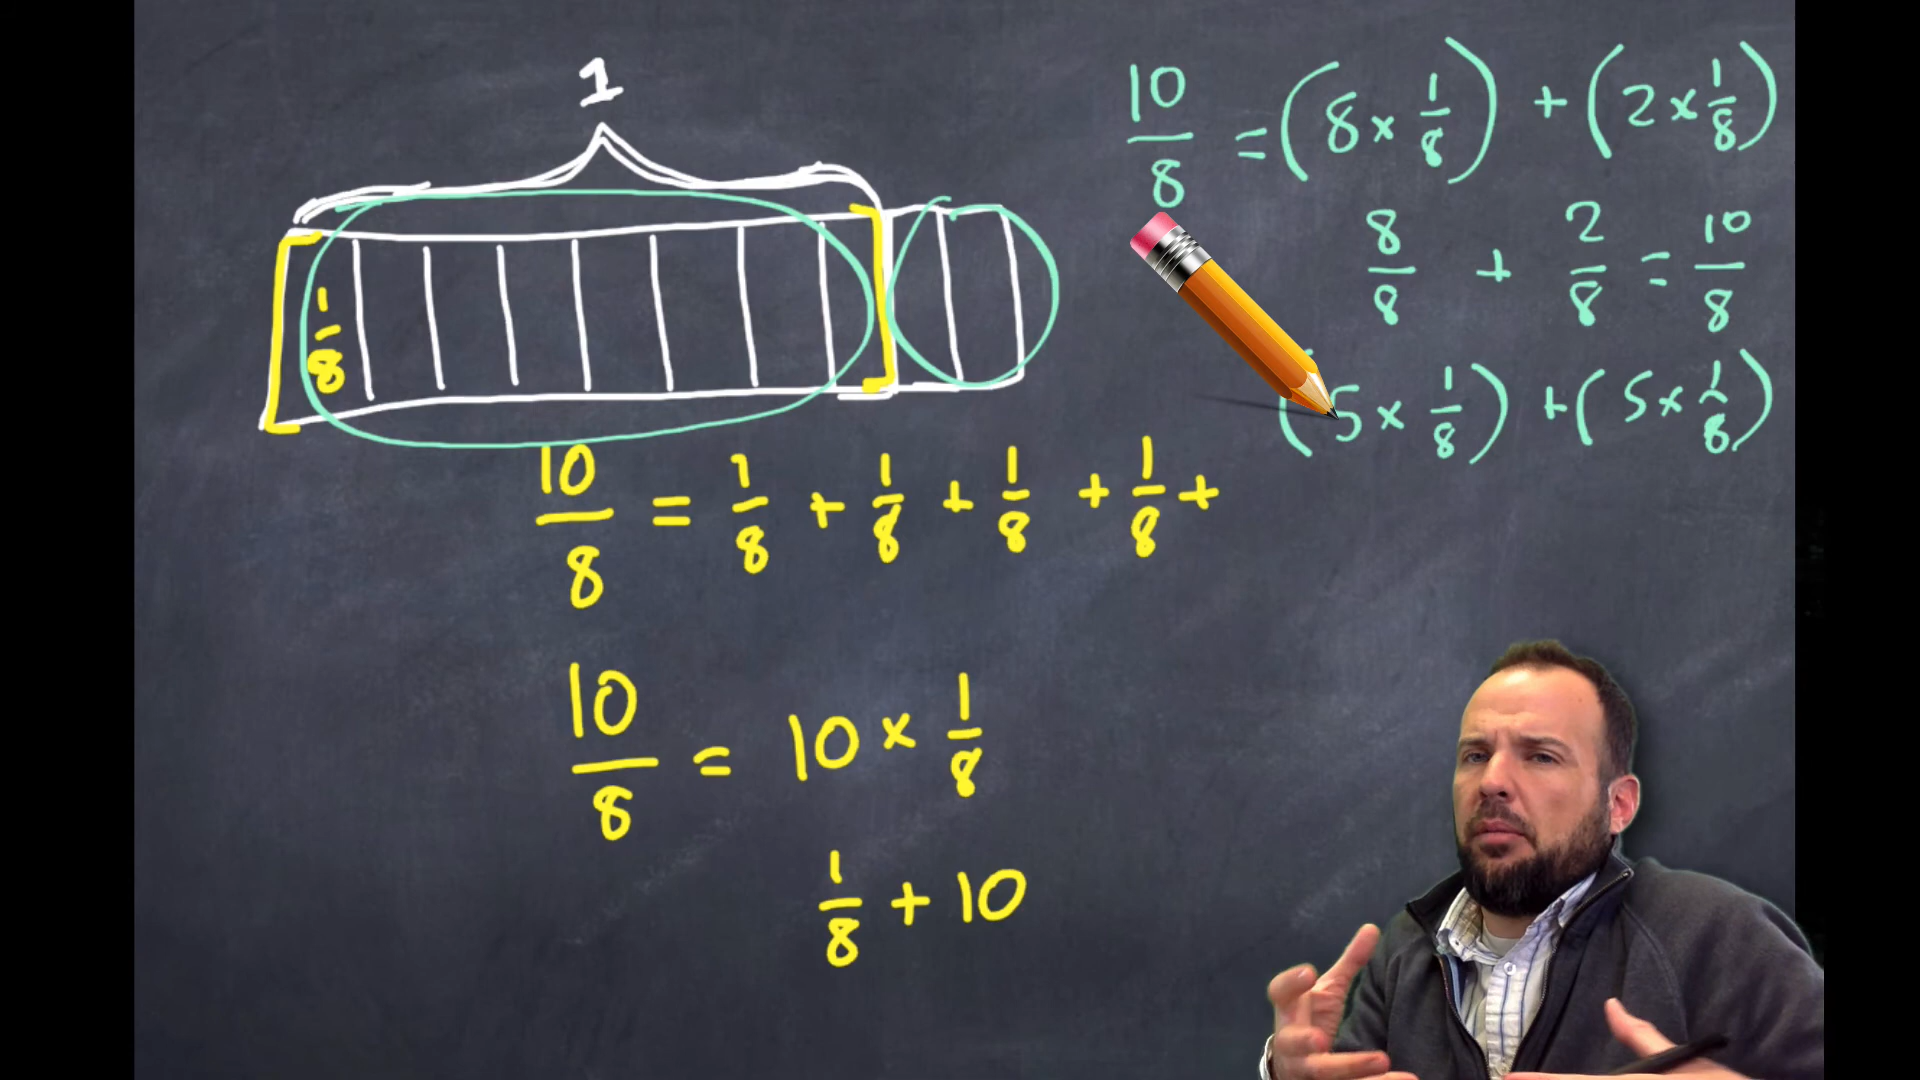 1
1/8
10/8 = (8 × 1/8) + (2 × 1/8)
8/8 + 2/8 = 10/8
(5 × 1/8) + (5 × 1/8)
10/8 = 1/8 + 1/8 + 1/8 + 1/8 +
10/8 = 10 × 1/8
1/8 + 10